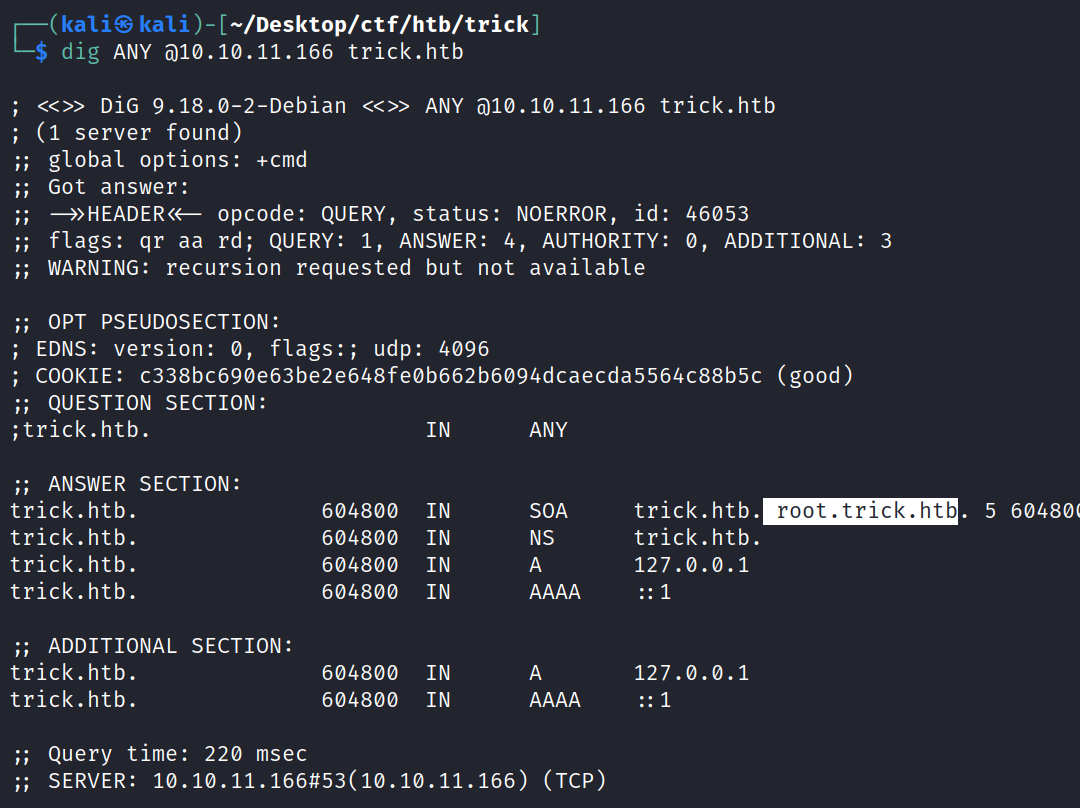 ┌──(kali㉿kali)-[~/Desktop/ctf/htb/trick]
└─$ dig ANY @10.10.11.166 trick.htb
; <<>> DiG 9.18.0-2-Debian <<>> ANY @10.10.11.166 trick.htb
; (1 server found)
;; global options: +cmd
;; Got answer:
;; ->>HEADER<<- opcode: QUERY, status: NOERROR, id: 46053
;; flags: qr aa rd; QUERY: 1, ANSWER: 4, AUTHORITY: 0, ADDITIONAL: 3
;; WARNING: recursion requested but not available
;; OPT PSEUDOSECTION:
; EDNS: version: 0, flags:; udp: 4096
; COOKIE: c338bc690e63be2e648fe0b662b6094dcaecda5564c88b5c (good)
;; QUESTION SECTION:
;trick.htb. IN ANY
;; ANSWER SECTION:
trick.htb. 604800 IN SOA trick.htb. root.trick.htb. 5 604800
trick.htb. 604800 IN NS trick.htb.
trick.htb. 604800 IN A 127.0.0.1
trick.htb. 604800 IN AAAA ::1
;; ADDITIONAL SECTION:
trick.htb. 604800 IN A 127.0.0.1
trick.htb. 604800 IN AAAA ::1
;; Query time: 220 msec
;; SERVER: 10.10.11.166#53(10.10.11.166) (TCP)